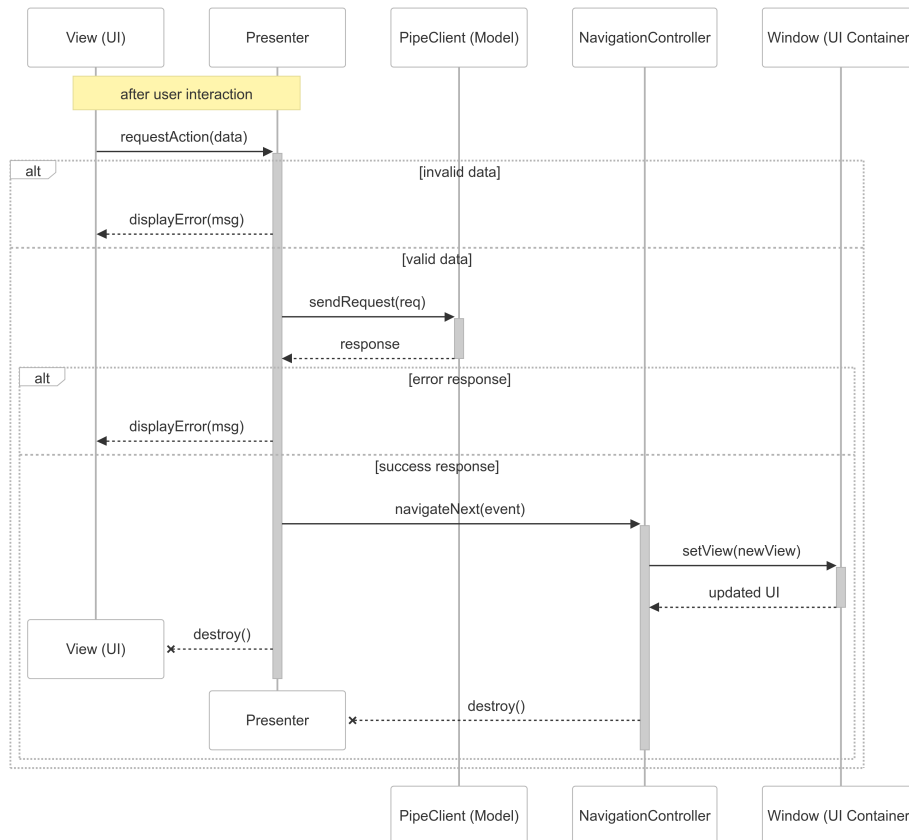 View (UI)
Presenter
PipeClient (Model)
NavigationController
Window (UI Container
after user interaction
requestAction(data)
alt
[invalid data]
displayError(msg)
[valid data]
sendRequest(req)
response
alt
[error response]
displayError(msg)
[success response]
navigateNext(event)
setView(newView)
updated UI
destroy()
View (UI)
destroy()
Presenter
PipeClient (Model)
NavigationController
Window (UI Container